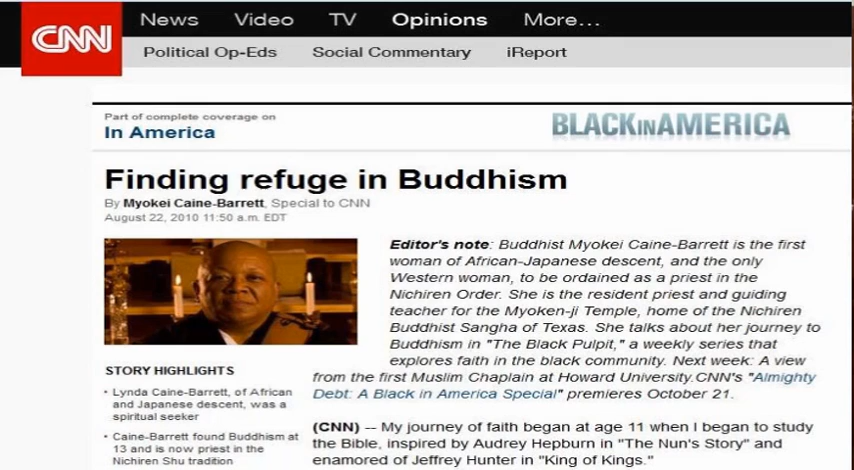 CNN
News Video TV Opinions More...
Political Op-Eds Social Commentary iReport
Part of complete coverage on
In America
BLACK IN AMERICA
Finding refuge in Buddhism
By Myokei Caine-Barrett, Special to CNN
August 22, 2010 11:50 a.m. EDT
Editor's note: Buddhist Myokei Caine-Barrett is the first
woman of African-Japanese descent, and the only
Western woman, to be ordained as a priest in the
Nichiren Order. She is the resident priest and guiding
teacher for the Myoken-ji Temple, home of the Nichiren
Buddhist Sangha of Texas. She talks about her journey to
Buddhism in "The Black Pulpit," a weekly series that
explores faith in the black community. Next week: A view
from the first Muslim Chaplain at Howard University.CNN's "Almighty
Debt: A Black in America Special" premieres October 21.
STORY HIGHLIGHTS
• Lynda Caine-Barrett, of African
and Japanese descent, was a
spiritual seeker
• Caine-Barrett found Buddhism at
13 and is now priest in the
Nichiren Shu tradition
(CNN) -- My journey of faith began at age 11 when I began to study
the Bible, inspired by Audrey Hepburn in "The Nun's Story" and
enamored of Jeffrey Hunter in "King of Kings."